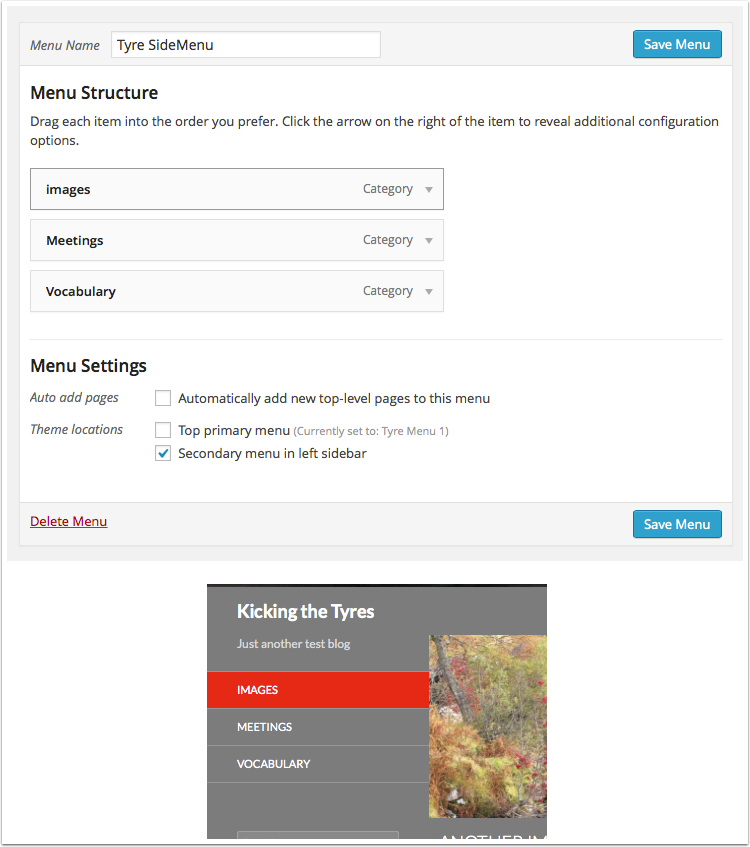 Menu Name Tyre SideMenu Save Menu
Menu Structure
Drag each item into the order you prefer. Click the arrow on the right of the item to reveal additional configuration
options.
images Category
Meetings Category
Vocabulary Category
Menu Settings
Auto add pages Automatically add new top-level pages to this menu
Theme locations Top primary menu (Currently set to: Tyre Menu 1)
Secondary menu in left sidebar
Delete Menu Save Menu
Kicking the Tyres
Just another test blog
IMAGES
MEETINGS
VOCABULARY
ANOTHER IM